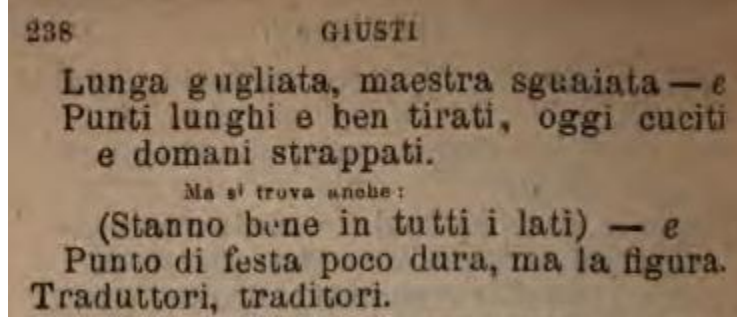 238 GIUSTI
Lunga gugliata, maestra sguaiata — e
Punti lunghi e ben tirati, oggi cuciti
e domani strappati.
Ma si trova anche:
(Stanno bene in tutti i lati) — e
Punto di festa poco dura, ma la figura.
Traduttori, traditori.